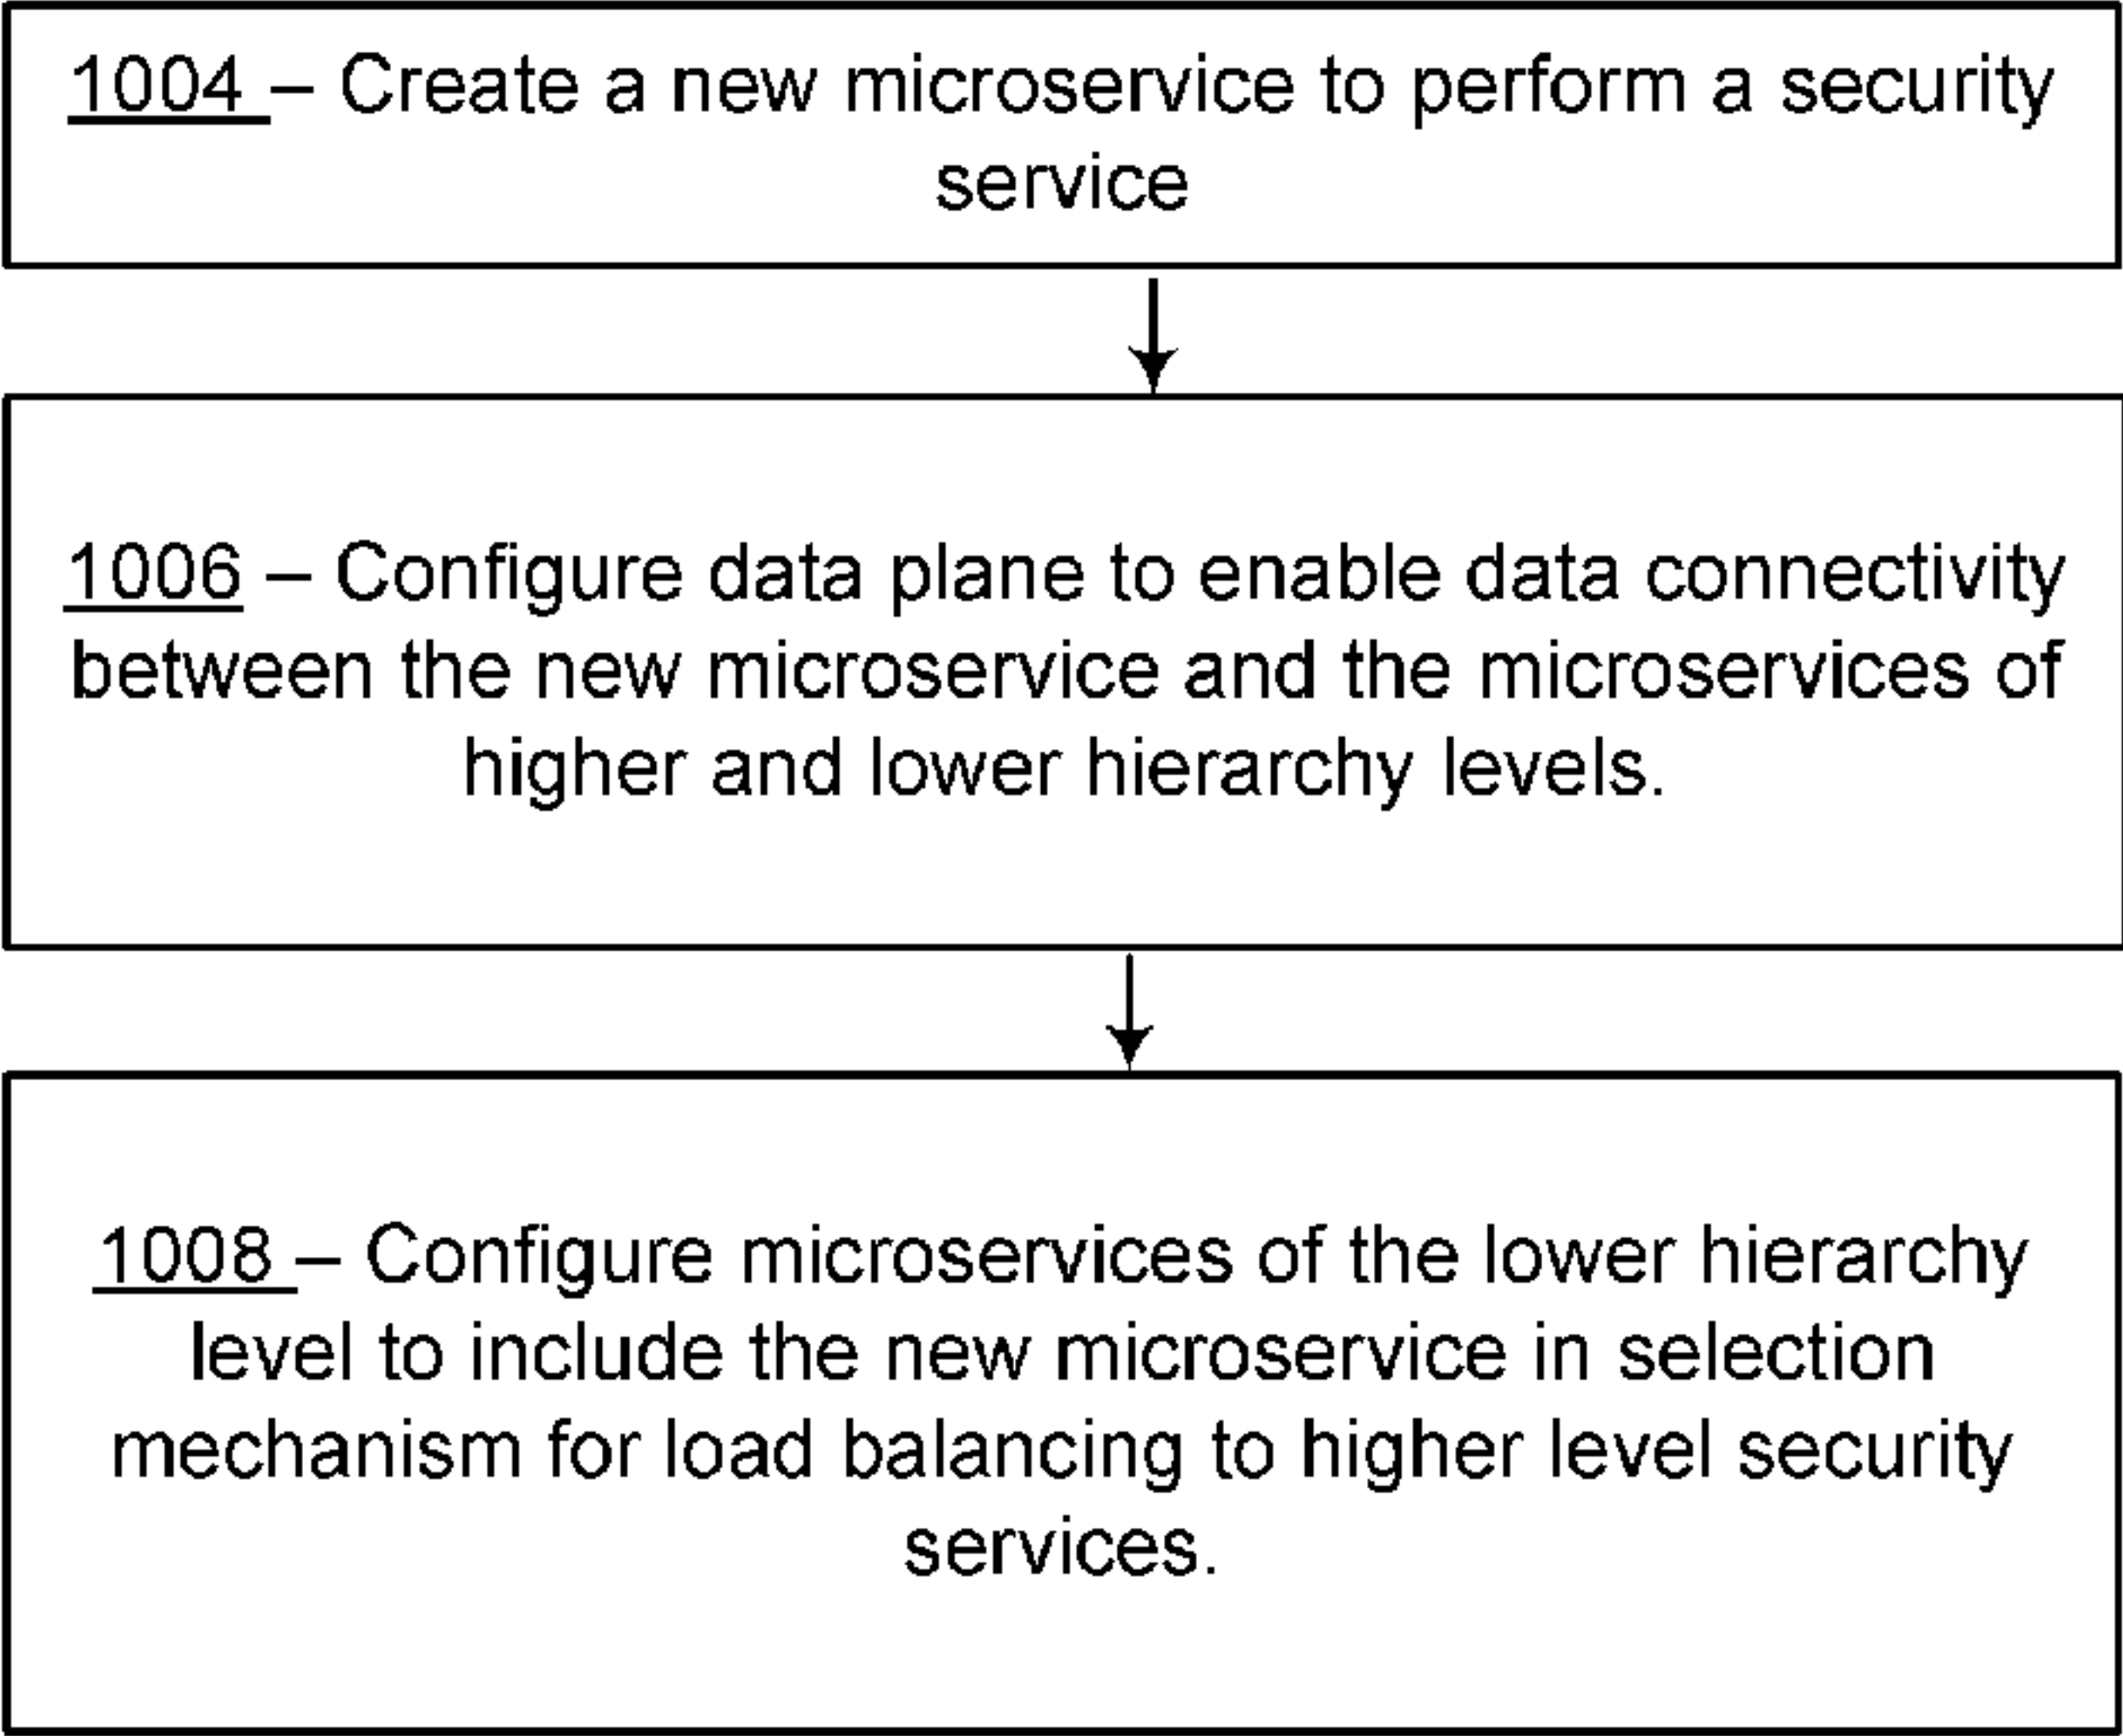 1004 – Create a new microservice to perform a security
service
1006 – Configure data plane to enable data connectivity
between the new microservice and the microservices of
higher and lower hierarchy levels.
1008 – Configure microservices of the lower hierarchy
level to include the new microservice in selection
mechanism for load balancing to higher level security
services.